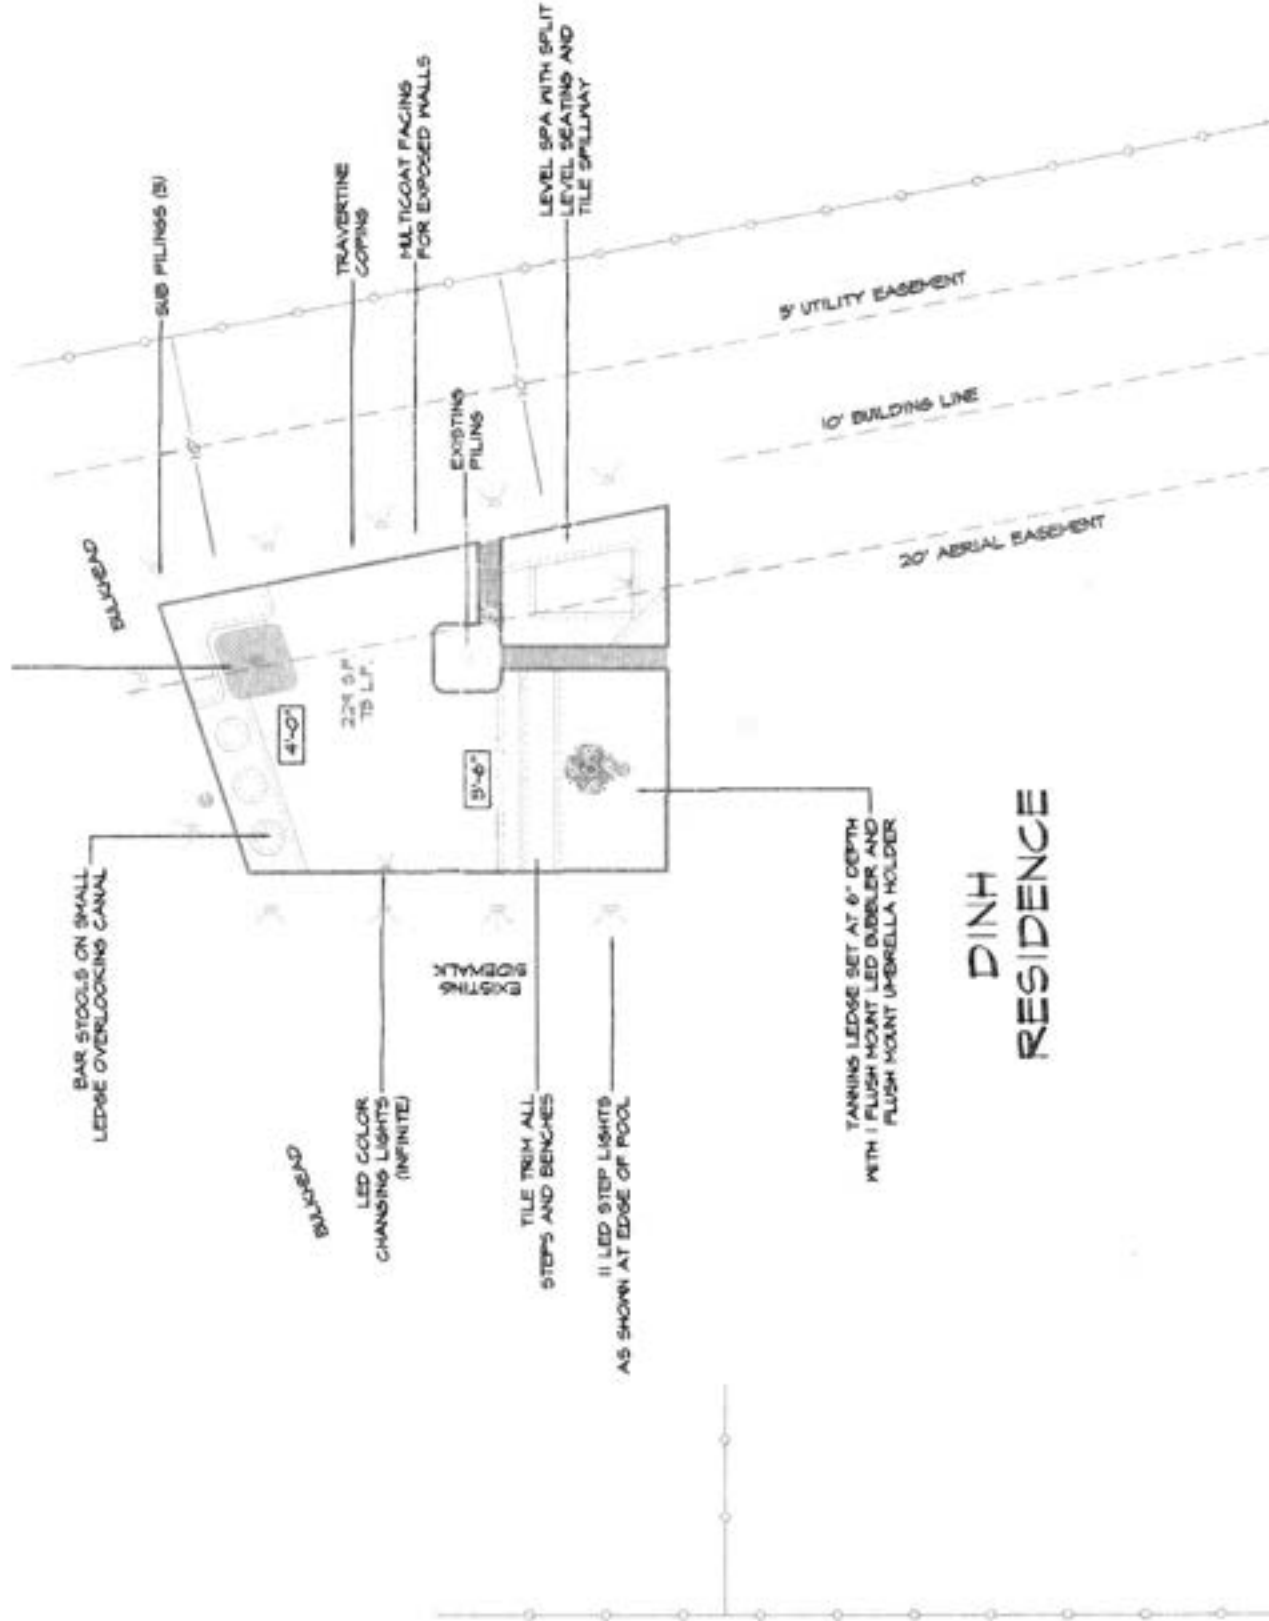 SUB PILINGS (5)
TRAVERTINE
COPING
MULTICOAT FACING
FOR EXPOSED WALLS
LEVEL SPA WITH SPLIT
LEVEL SEATING AND
TILE SPILLWAY
BULKHEAD
EXISTING
PILING
5' UTILITY EASEMENT
10' BUILDING LINE
20' AERIAL EASEMENT
229 S.F.
75 L.F.
4'-0"
5'-6"
BAR STOOLS ON SMALL
LEDGE OVERLOOKING CANAL
BULKHEAD
LED COLOR
CHANGING LIGHTS
(INFINITE)
EXISTING
SIDEWALK
TILE TRIM ALL
STEPS AND BENCHES
11 LED STEP LIGHTS
AS SHOWN AT EDGE OF POOL
TANNING LEDGE SET AT 6" DEPTH
WITH 1 FLUSH MOUNT LED BUBBLER AND
FLUSH MOUNT UMBRELLA HOLDER
DINH
RESIDENCE